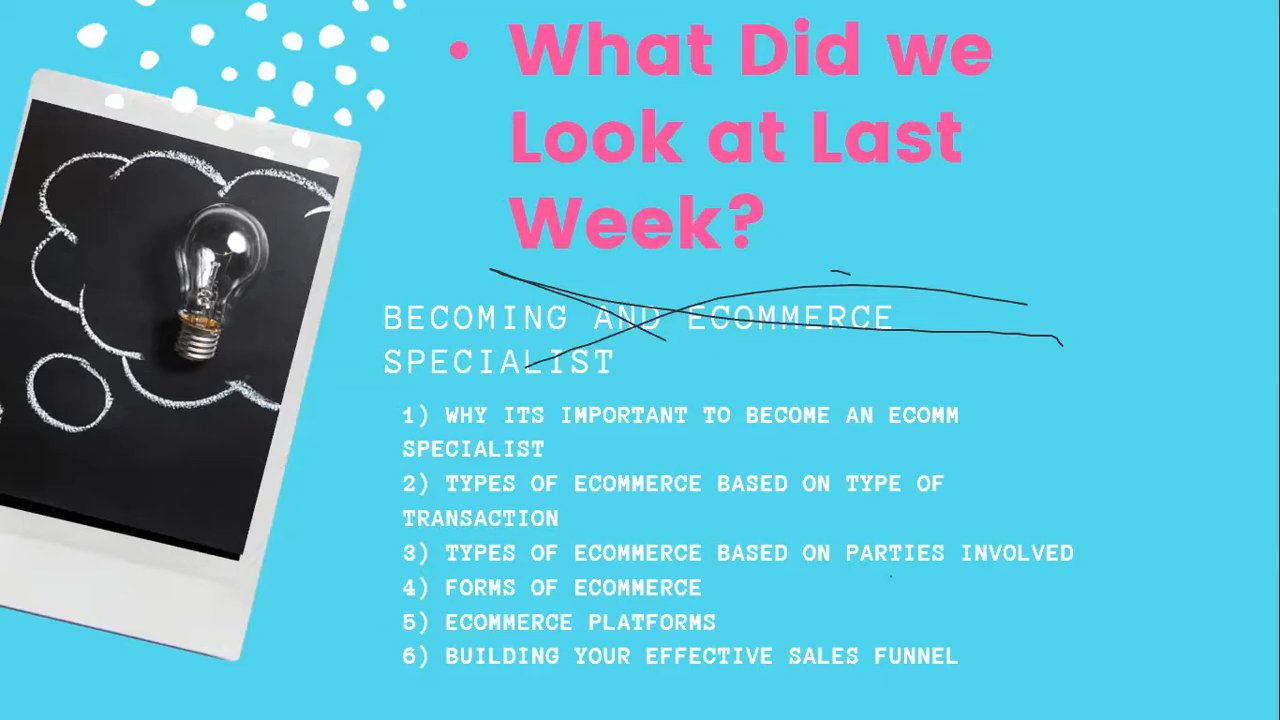 • What Did we
Look at Last
Week?
BECOMING AND ECOMMERCE
SPECIALIST
1) WHY ITS IMPORTANT TO BECOME AN ECOMM
SPECIALIST
2) TYPES OF ECOMMERCE BASED ON TYPE OF
TRANSACTION
3) TYPES OF ECOMMERCE BASED ON PARTIES INVOLVED
4) FORMS OF ECOMMERCE
5) ECOMMERCE PLATFORMS
6) BUILDING YOUR EFFECTIVE SALES FUNNEL